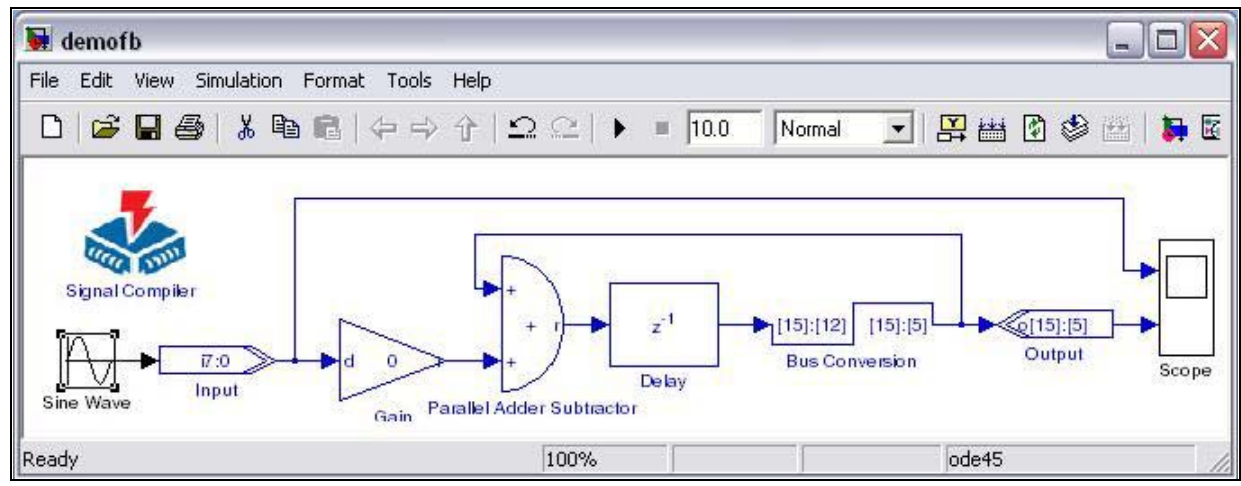 demofb
File Edit View Simulation Format Tools Help
10.0 Normal
Signal Compiler
Sine Wave
i7:0
Input
d 0
Gain
+ + + r
Parallel Adder Subtractor
z-1
Delay
[15]:[12] [15]:[5]
Bus Conversion
o[15]:[5]
Output
Scope
Ready 100% ode45